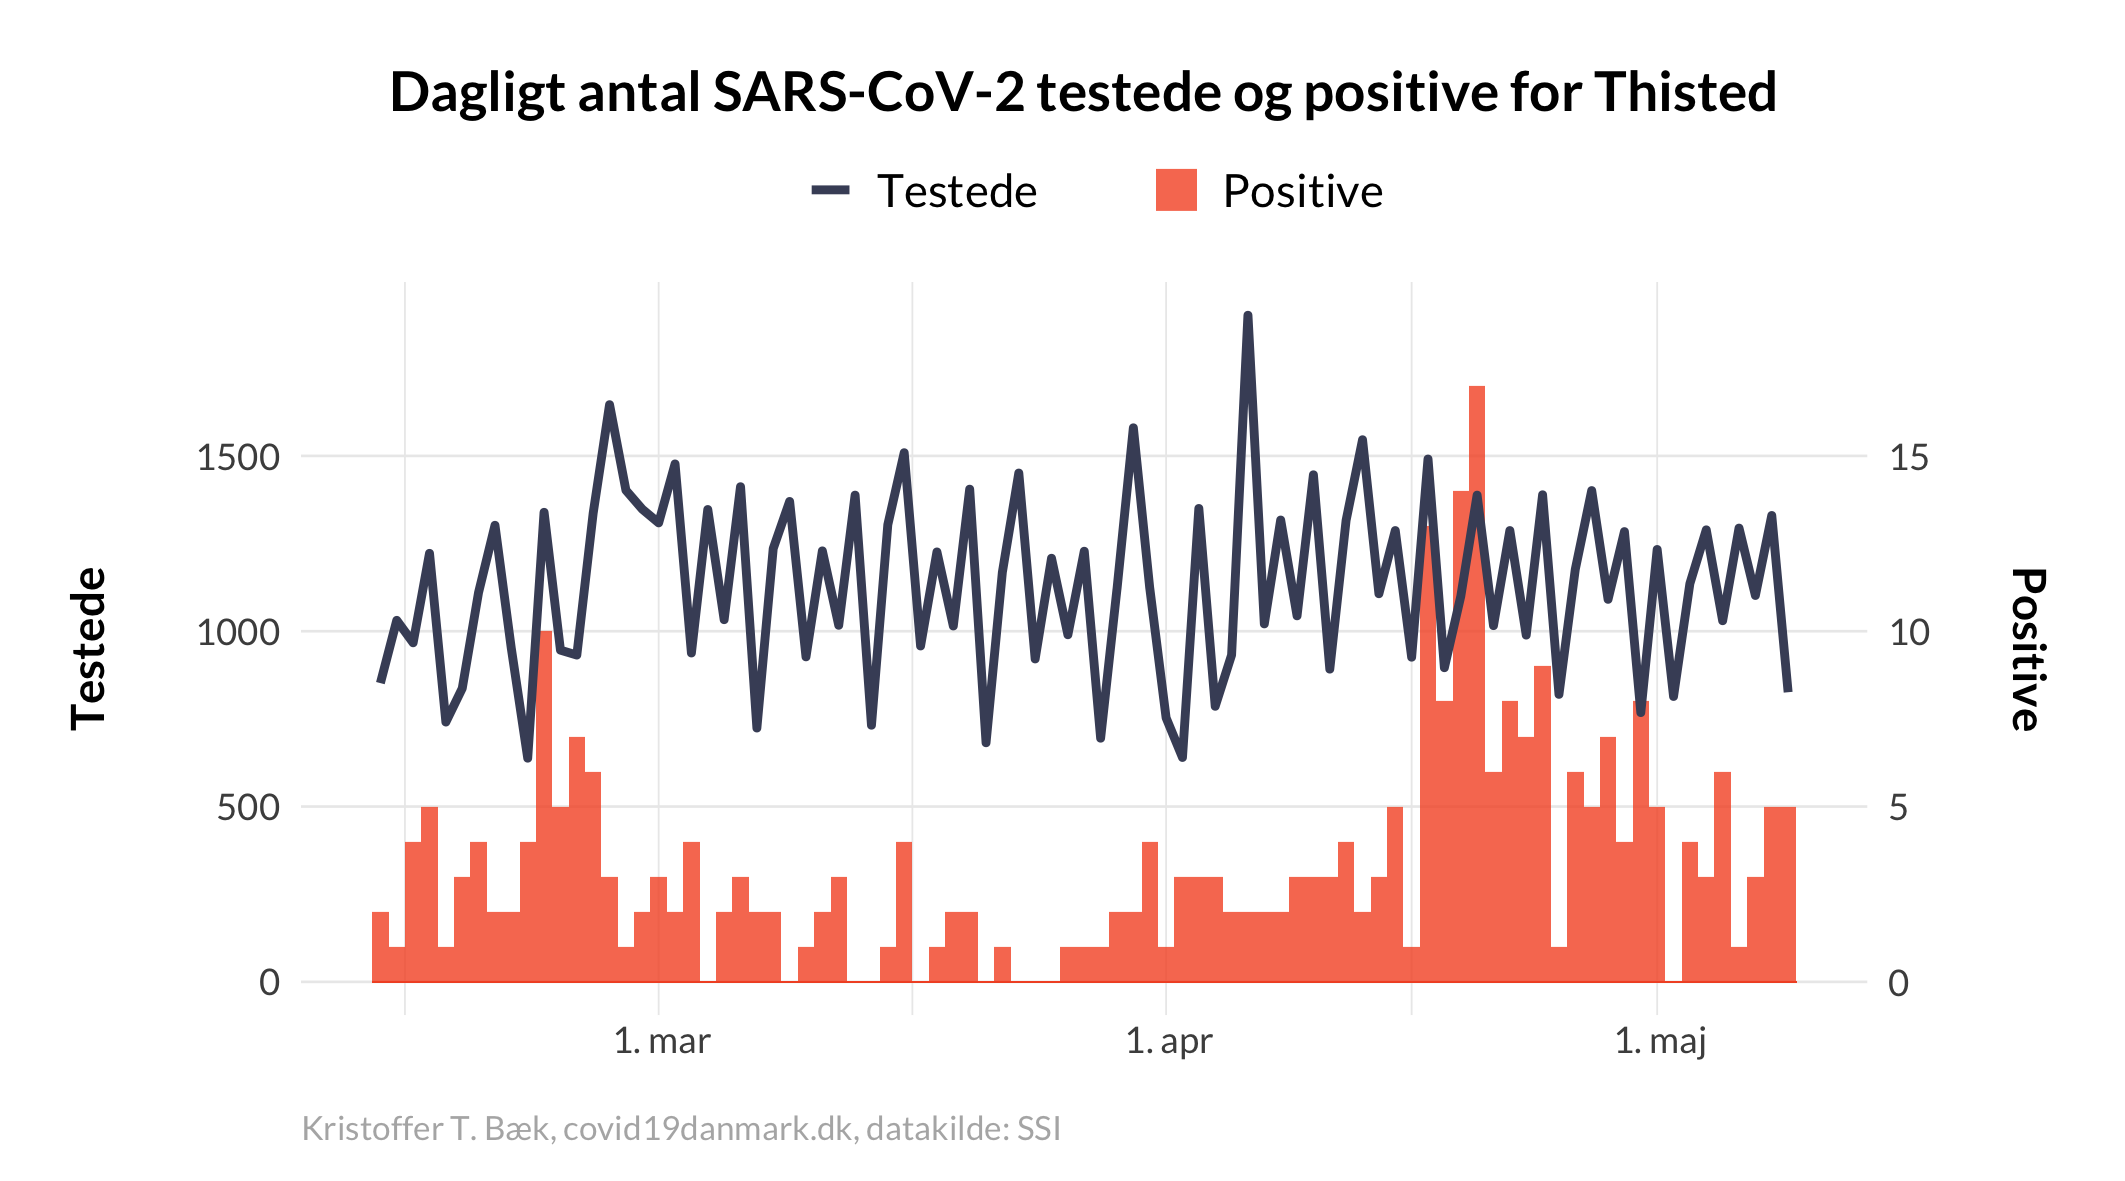 Dagligt antal SARS-CoV-2 testede og positive for Thisted
Testede
Positive
Testede
1500
1000
500
0
15
10
5
0
Positive
1. mar
1. apr
1. maj
Kristoffer T. Bæk, covid19danmark.dk, datakilde: SSI